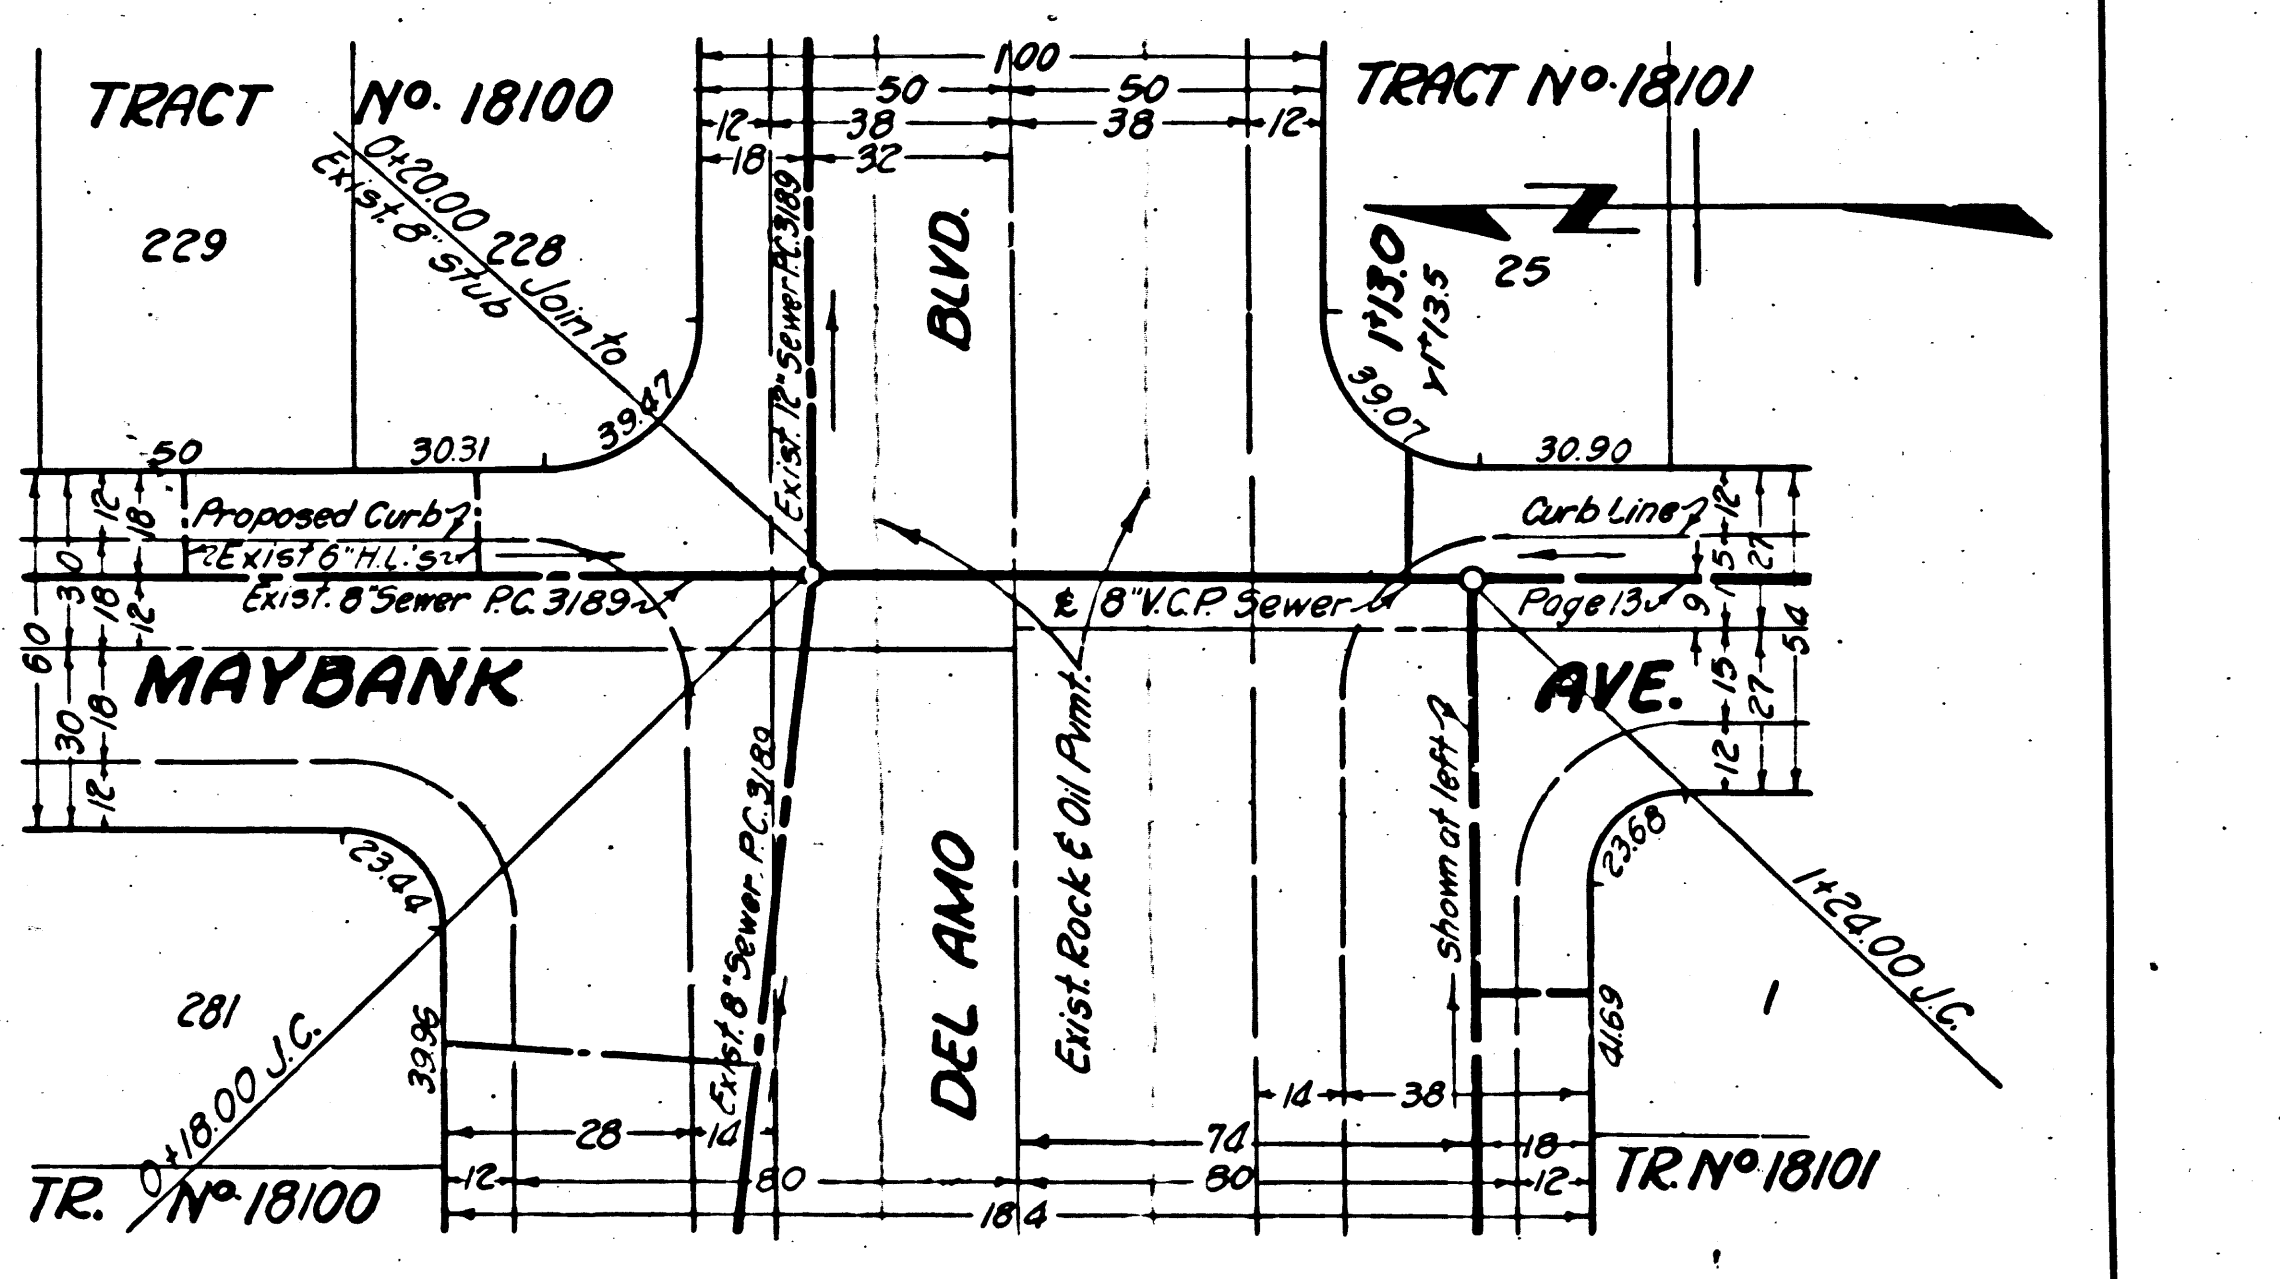 TRACT No. 18100
100
TRACT No. 18101
50 50
12 38 38 12
18 32
0+20.00 Join to
Exist. 8" stub
229
228
25
Exist. 12" Sewer P.C. 3189
BLVD.
1+13.0
Y1+13.5
39.47
39.07
50
30.31
30.90
12
18
30
60
18
12
30
18
12
Proposed Curb
Exist 6" H.L.'s
Exist. 8" Sewer P.C. 3189
℄ 8" V.C.P. Sewer
Curb Line
Page 13
12
15
27
9
54
15
27
12
MAYBANK
AVE.
Exist. 8" Sewer, P.C. 3189
Exist. 8"
Exist. Rock & Oil Pvmt.
shown at left
DEL AMO
23.44
23.68
281
1
39.96
41.69
0+18.00 J.C.
1+24.00 J.C.
14 38
28 14
74 18
12 80 80 12
184
TR. No. 18100
TR. No 18101